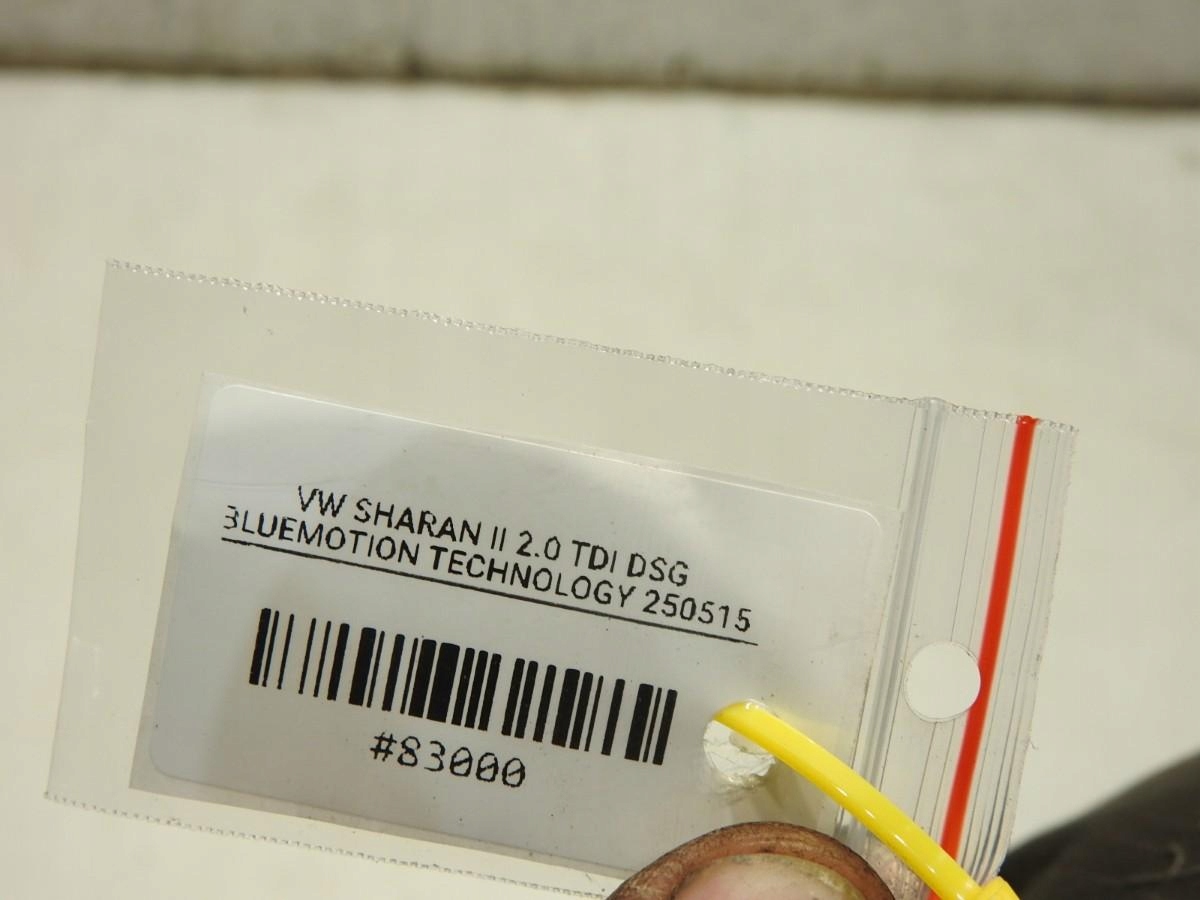 VW SHARAN II 2.0 TDI DSG
BLUEMOTION TECHNOLOGY 250515
#83000